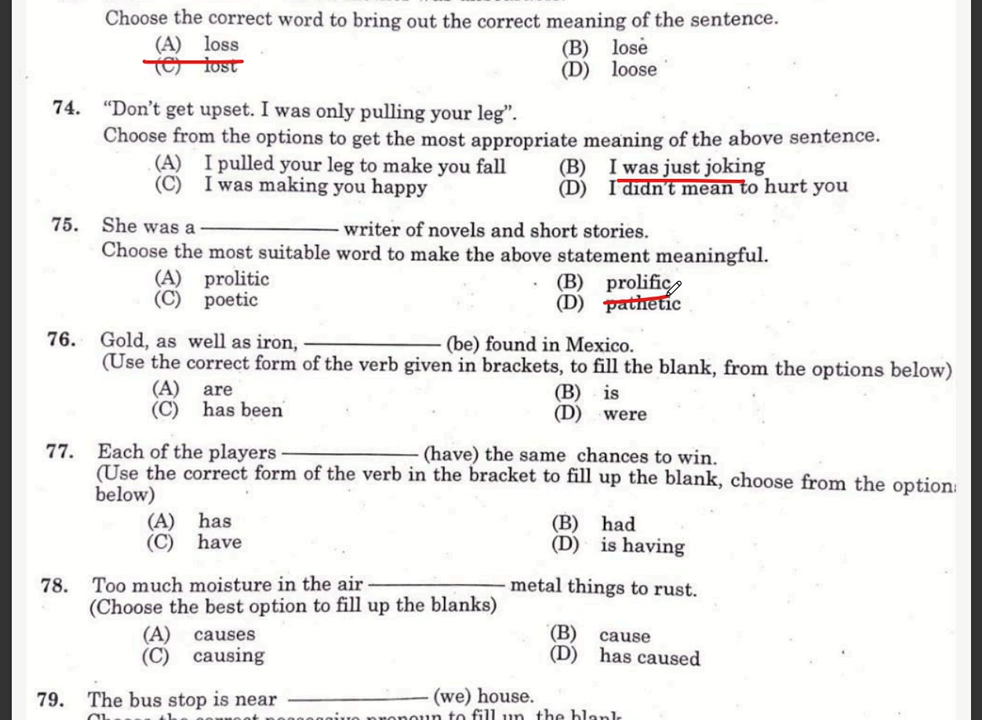 Choose the correct word to bring out the correct meaning of the sentence.
(A) loss (B) lose
(C) lost (D) loose
74. “Don’t get upset. I was only pulling your leg”.
Choose from the options to get the most appropriate meaning of the above sentence.
(A) I pulled your leg to make you fall (B) I was just joking
(C) I was making you happy (D) I didn’t mean to hurt you
75. She was a ———— writer of novels and short stories.
Choose the most suitable word to make the above statement meaningful.
(A) prolitic (B) prolific
(C) poetic (D) pathetic
76. Gold, as well as iron, ———— (be) found in Mexico.
(Use the correct form of the verb given in brackets, to fill the blank, from the options below)
(A) are (B) is
(C) has been (D) were
77. Each of the players ———— (have) the same chances to win.
(Use the correct form of the verb in the bracket to fill up the blank, choose from the option
below)
(A) has (B) had
(C) have (D) is having
78. Too much moisture in the air ———— metal things to rust.
(Choose the best option to fill up the blanks)
(A) causes (B) cause
(C) causing (D) has caused
79. The bus stop is near ———— (we) house.
pronoun to fill up the blank